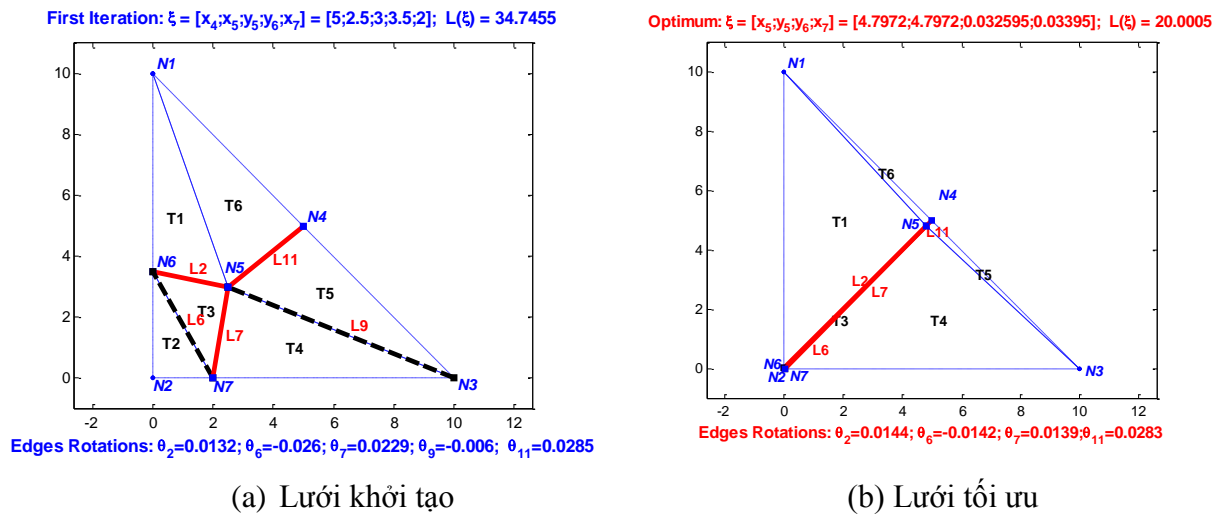 First Iteration: ξ = [x₄;x₅;y₅;y₆;x₇] = [5;2.5;3;3.5;2];  L(ξ) = 34.7455
10
8
6
4
2
0
-2
0
2
4
6
8
10
12
N1
N4
T6
T1
N6
L2
N5
L11
T5
T3
L6
L7
L9
T2
T4
N2
N7
N3
Edges Rotations: θ₂=0.0132; θ₆=-0.026; θ₇=0.0229; θ₉=-0.006;  θ₁₁=0.0285
(a) Lưới khởi tạo
Optimum: ξ = [x₅;y₅;y₆;x₇] = [4.7972;4.7972;0.032595;0.03395];  L(ξ) = 20.0005
10
8
6
4
2
0
-2
0
2
4
6
8
10
12
N1
T6
N4
T1
N5
L11
L2
T5
L7
T3
T4
L6
N6
N2
N7
N3
Edges Rotations: θ₂=0.0144; θ₆=-0.0142; θ₇=0.0139;θ₁₁=0.0283
(b) Lưới tối ưu